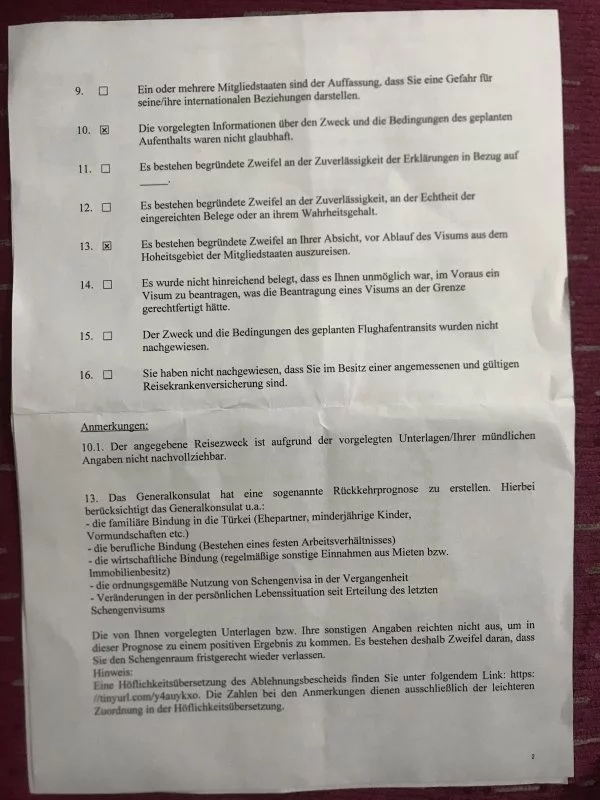 9. ☐ Ein oder mehrere Mitgliedstaaten sind der Auffassung, dass Sie eine Gefahr für
seine/ihre internationalen Beziehungen darstellen.
10. ☒ Die vorgelegten Informationen über den Zweck und die Bedingungen des geplanten
Aufenthalts waren nicht glaubhaft.
11. ☐ Es bestehen begründete Zweifel an der Zuverlässigkeit der Erklärungen in Bezug auf
_____.
12. ☐ Es bestehen begründete Zweifel an der Zuverlässigkeit, an der Echtheit der
eingereichten Belege oder an ihrem Wahrheitsgehalt.
13. ☒ Es bestehen begründete Zweifel an Ihrer Absicht, vor Ablauf des Visums aus dem
Hoheitsgebiet der Mitgliedstaaten auszureisen.
14. ☐ Es wurde nicht hinreichend belegt, dass es Ihnen unmöglich war, im Voraus ein
Visum zu beantragen, was die Beantragung eines Visums an der Grenze
gerechtfertigt hätte.
15. ☐ Der Zweck und die Bedingungen des geplanten Flughafentransits wurden nicht
nachgewiesen.
16. ☐ Sie haben nicht nachgewiesen, dass Sie im Besitz einer angemessenen und gültigen
Reisekrankenversicherung sind.
Anmerkungen:
10.1. Der angegebene Reisezweck ist aufgrund der vorgelegten Unterlagen/Ihrer mündlichen
Angaben nicht nachvollziehbar.
13. Das Generalkonsulat hat eine sogenannte Rückkehrprognose zu erstellen. Hierbei
berücksichtigt das Generalkonsulat u.a.:
- die familiäre Bindung in die Türkei (Ehepartner, minderjährige Kinder,
Vormundschaften etc.)
- die berufliche Bindung (Bestehen eines festen Arbeitsverhältnisses)
- die wirtschaftliche Bindung (regelmäßige sonstige Einnahmen aus Mieten bzw.
Immobilienbesitz)
- die ordnungsgemäße Nutzung von Schengenvisa in der Vergangenheit
- Veränderungen in der persönlichen Lebenssituation seit Erteilung des letzten
Schengenvisums
Die von Ihnen vorgelegten Unterlagen bzw. Ihre sonstigen Angaben reichten nicht aus, um in
dieser Prognose zu einem positiven Ergebnis zu kommen. Es bestehen deshalb Zweifel daran, dass
Sie den Schengenraum fristgerecht wieder verlassen.
Hinweis:
Eine Höflichkeitsübersetzung des Ablehnungsbescheids finden Sie unter folgendem Link: https:
//tinyurl.com/y4auykxo. Die Zahlen bei den Anmerkungen dienen ausschließlich der leichteren
Zuordnung in der Höflichkeitsübersetzung.
2